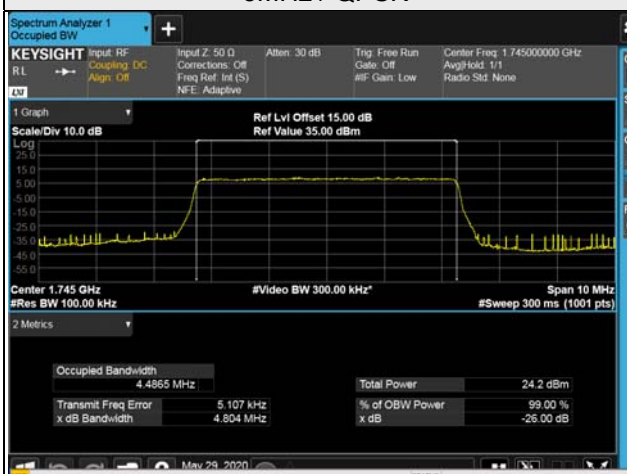 Spectrum Analyzer 1
Occupied BW
KEYSIGHT
RL
Input: RF
Coupling: DC
Align: Off
Input Z: 50 Ω
Corrections: Off
Freq Ref: Int (S)
NFE: Adaptive
Atten: 30 dB
Trig: Free Run
Gate: Off
#IF Gain: Low
Center Freq: 1.745000000 GHz
Avg|Hold: 1/1
Radio Std: None
1 Graph
Scale/Div 10.0 dB
Ref Lvl Offset 15.00 dB
Ref Value 35.00 dBm
Log
25.0
15.0
5.00
-5.00
-15.0
-25.0
-35.0
-45.0
-55.0
Center 1.745 GHz
#Video BW 300.00 kHz*
Span 10 MHz
#Res BW 100.00 kHz
#Sweep 300 ms (1001 pts)
2 Metrics
Occupied Bandwidth
4.4865 MHz
Total Power 24.2 dBm
Transmit Freq Error 5.107 kHz
% of OBW Power 99.00 %
x dB Bandwidth 4.804 MHz
x dB -26.00 dB
May 29, 2020